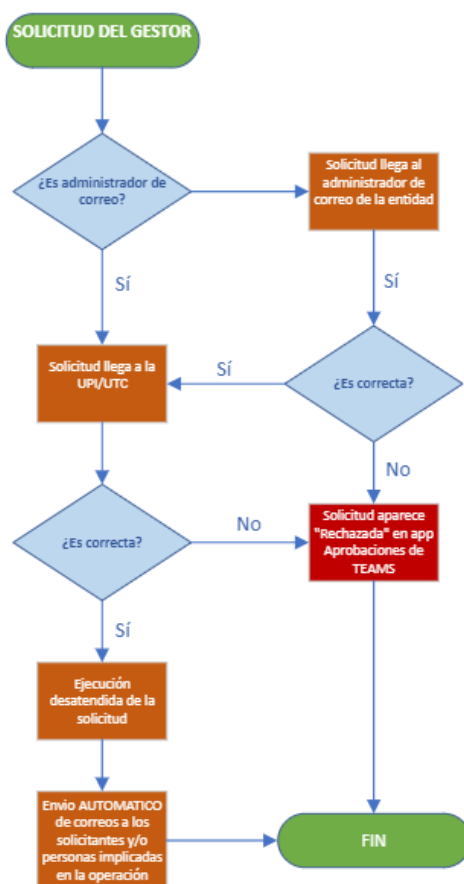 SOLICITUD DEL GESTOR
¿Es administrador de
correo?
Solicitud llega al
administrador de
correo de la entidad
Sí
Sí
Solicitud llega a la
UPI/UTC
Sí
¿Es correcta?
No
¿Es correcta?
No
Solicitud aparece
"Rechazada" en app
Aprobaciones de
TEAMS
Sí
Ejecución
desatendida de la
solicitud
Envio AUTOMATICO
de correos a los
solicitantes y/o
personas implicadas
en la operación
FIN